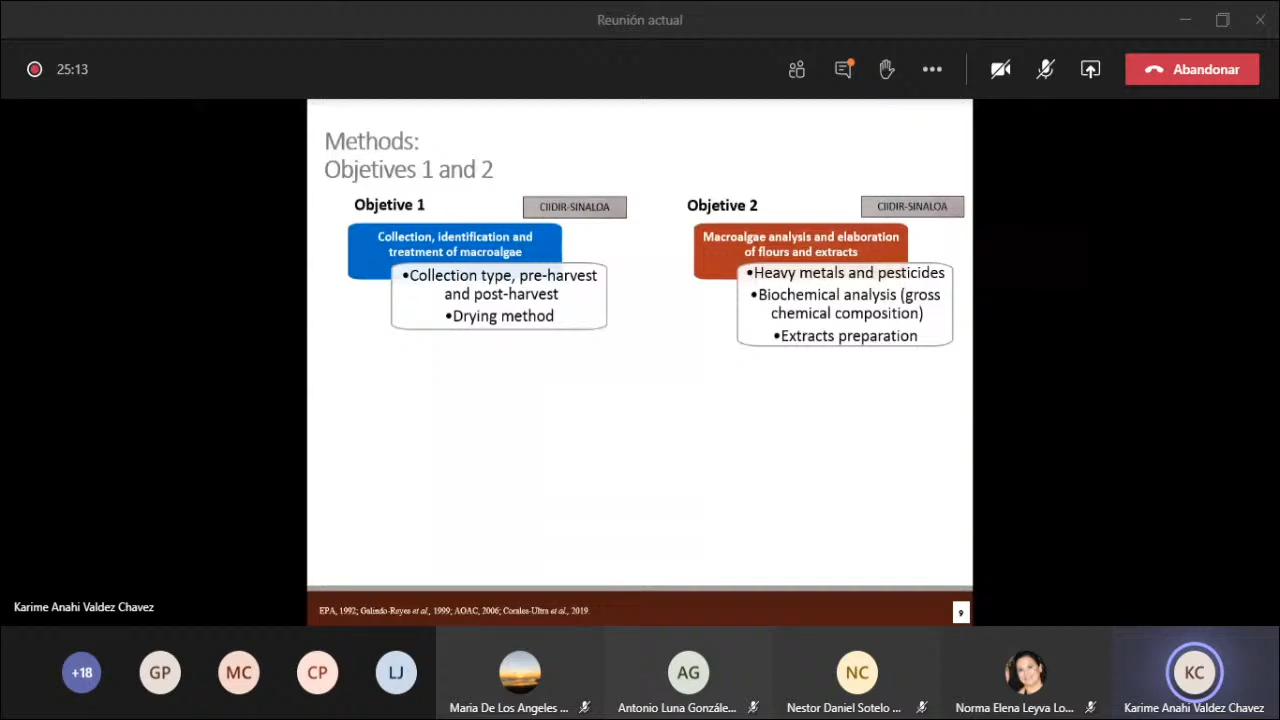 Reunión actual
25:13
Abandonar
Methods:
Objetives 1 and 2
Objetive 1
CIIDIR-SINALOA
Collection, identification and
treatment of macroalgae
•Collection type, pre-harvest
and post-harvest
•Drying method
Objetive 2
CIIDIR-SINALOA
Macroalgae analysis and elaboration
of flours and extracts
•Heavy metals and pesticides
•Biochemical analysis (gross
chemical composition)
•Extracts preparation
Karime Anahi Valdez Chavez
EPA, 1992; Galindo-Reyes et al., 1999; AOAC, 2006; Corales-Ultra et al., 2019.
9
+18
GP
MC
CP
LJ
Maria De Los Angeles ...
AG
Antonio Luna Gonzále...
NC
Nestor Daniel Sotelo ...
Norma Elena Leyva Lo...
KC
Karime Anahi Valdez Chavez